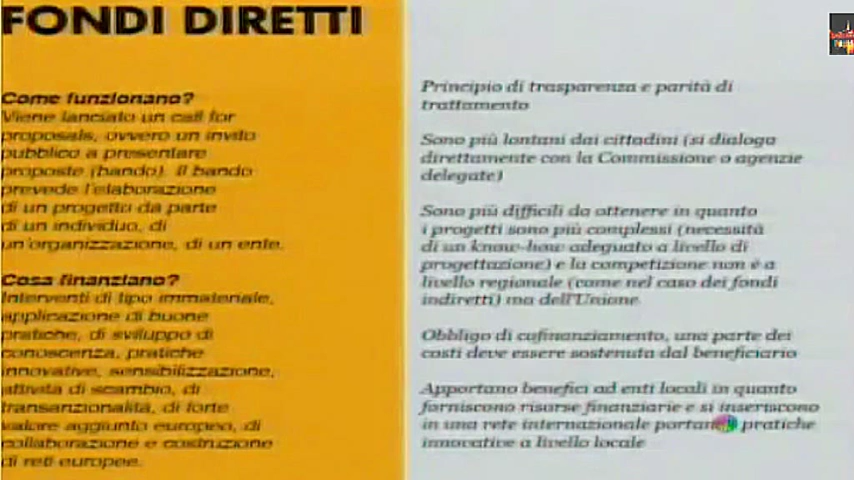 FONDI DIRETTI
Come funzionano?
Viene lanciato un call for
proposals, ovvero un invito
pubblico a presentare
proposte (bando). Il bando
prevede l'elaborazione
di un progetto da parte
di un individuo, di
un'organizzazione, di un ente.
Cosa finanziano?
Interventi di tipo immateriale,
applicazione di buone
pratiche, di sviluppo di
conoscenza, pratiche
innovative, sensibilizzazione,
attività di scambio, di
transanzionalità, di forte
valore aggiunto europeo, di
collaborazione e costruzione
di reti europee.
Principio di trasparenza e parità di
trattamento
Sono più lontani dai cittadini (si dialoga
direttamente con la Commissione o agenzie
delegate)
Sono più difficili da ottenere in quanto
i progetti sono più complessi (necessità
di un know-how adeguato a livello di
progettazione) e la competizione non è a
livello regionale (come nel caso dei fondi
indiretti) ma dell'Unione
Obbligo di cofinanziamento, una parte dei
costi deve essere sostenuta dal beneficiario
Apportano benefici ad enti locali in quanto
forniscono risorse finanziarie e si inseriscono
in una rete internazionale pratiche
innovative a livello locale